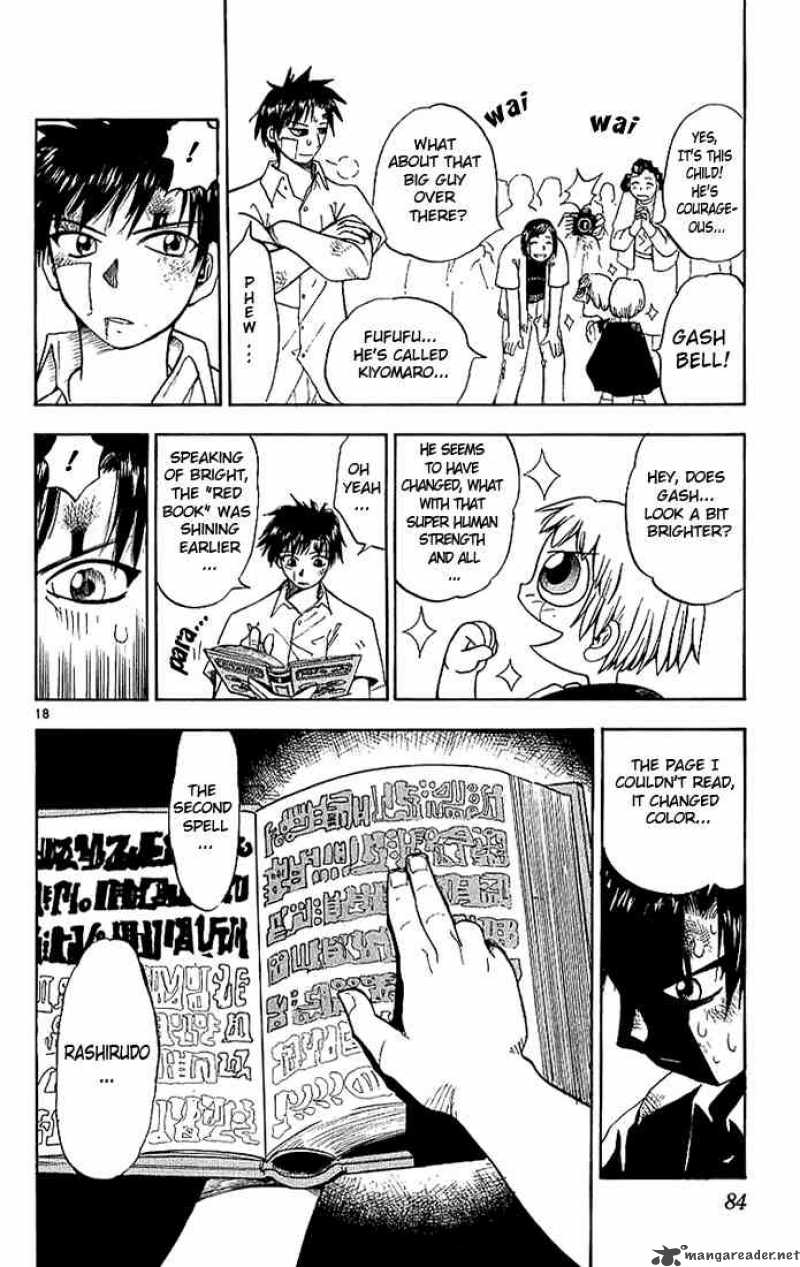 YES,
IT'S THIS
CHILD!
HE'S
COURAGE-
OUS...
wai
wai
WHAT
ABOUT THAT
BIG GUY
OVER
THERE?
GASH
BELL!
FUFUFU...
HE'S CALLED
KIYOMARO...
PHEW...
!
HEY, DOES
GASH...
LOOK A BIT
BRIGHTER?
HE SEEMS
TO HAVE
CHANGED, WHAT
WITH THAT
SUPER HUMAN
STRENGTH
AND ALL
...
OH
YEAH
...
SPEAKING
OF BRIGHT,
THE "RED
BOOK" WAS
SHINING
EARLIER
...
para...
!
18
THE PAGE I
COULDN'T READ,
IT CHANGED
COLOR...
THE
SECOND
SPELL
...
RASHIRUDO
...
84
mangareader.net